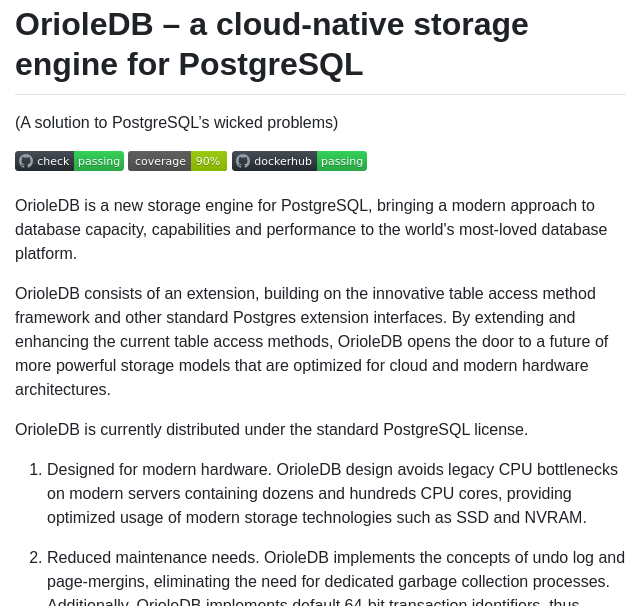 OrioleDB – a cloud-native storage
engine for PostgreSQL
(A solution to PostgreSQL’s wicked problems)
check passing coverage 90% dockerhub passing
OrioleDB is a new storage engine for PostgreSQL, bringing a modern approach to
database capacity, capabilities and performance to the world's most-loved database
platform.
OrioleDB consists of an extension, building on the innovative table access method
framework and other standard Postgres extension interfaces. By extending and
enhancing the current table access methods, OrioleDB opens the door to a future of
more powerful storage models that are optimized for cloud and modern hardware
architectures.
OrioleDB is currently distributed under the standard PostgreSQL license.
1. Designed for modern hardware. OrioleDB design avoids legacy CPU bottlenecks
on modern servers containing dozens and hundreds CPU cores, providing
optimized usage of modern storage technologies such as SSD and NVRAM.
2. Reduced maintenance needs. OrioleDB implements the concepts of undo log and
page-mergins, eliminating the need for dedicated garbage collection processes.
Additionally, OrioleDB implements default 64-bit transaction identifiers, thus